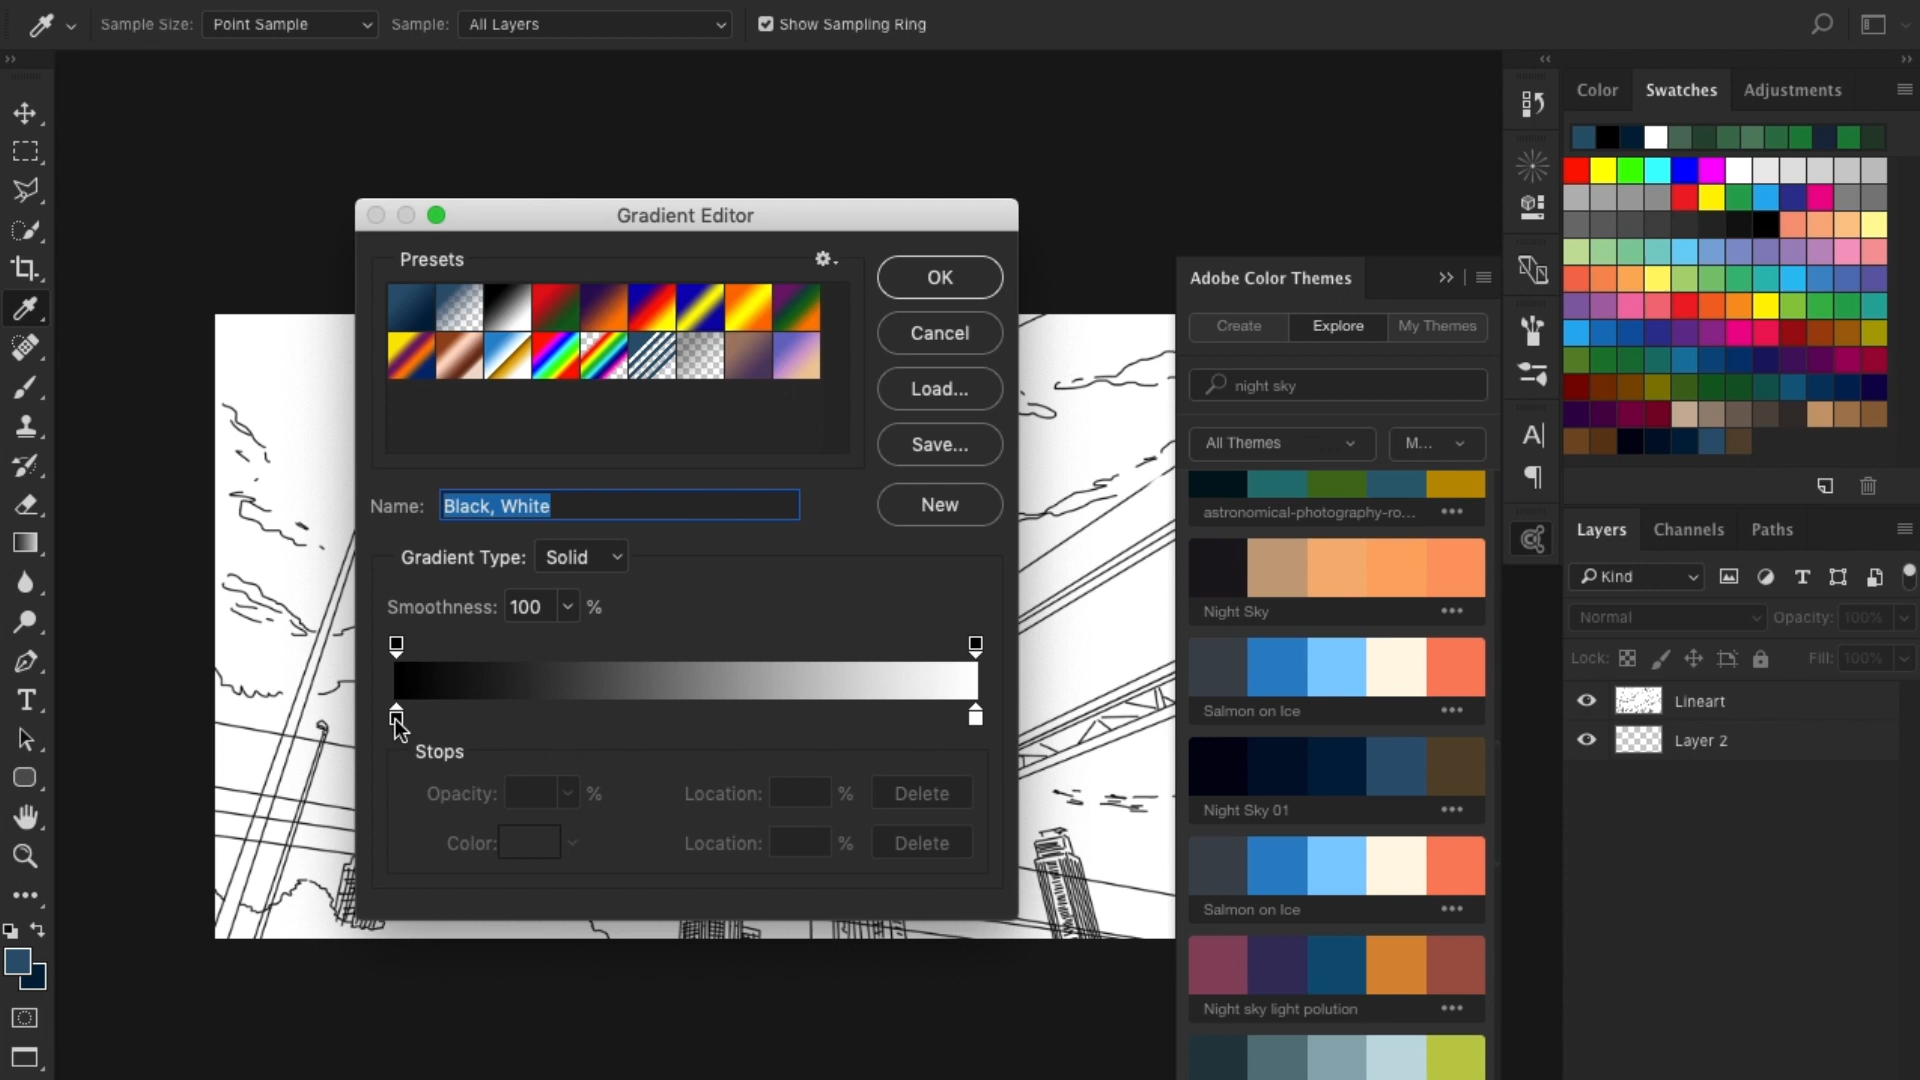 Sample Size: Point Sample Sample: All Layers Show Sampling Ring
Gradient Editor
Presets
OK
Cancel
Load...
Save...
Name: Black, White
New
Gradient Type: Solid
Smoothness: 100 %
Stops
Opacity: % Location: % Delete
Color: Location: % Delete
Adobe Color Themes
Create Explore My Themes
night sky
All Themes M...
astronomical-photography-ro...
Night Sky
Salmon on Ice
Night Sky 01
Salmon on Ice
Night sky light polution
Color Swatches Adjustments
Layers Channels Paths
Kind
Normal Opacity: 100%
Lock: Fill: 100%
Lineart
Layer 2